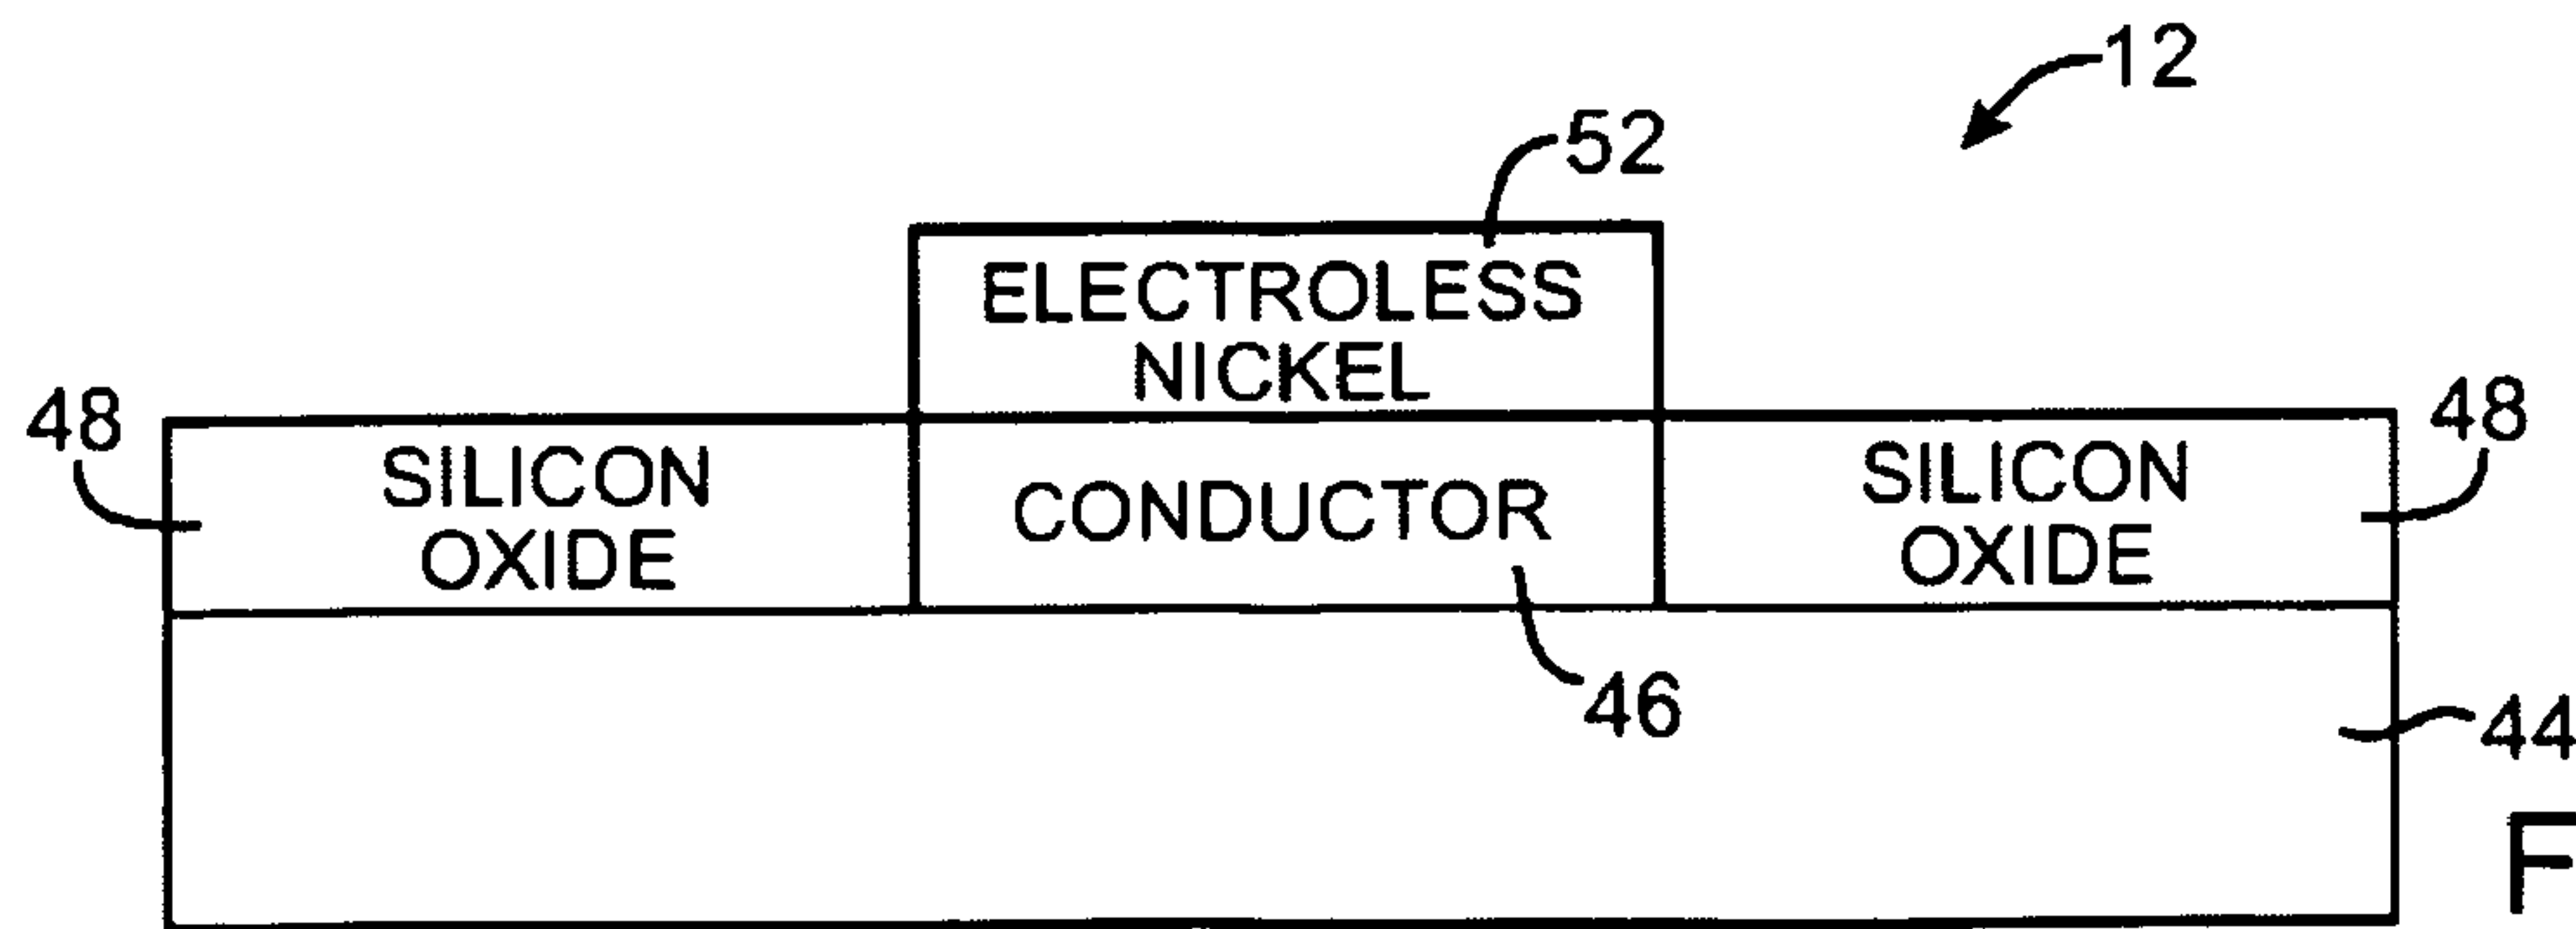 12
52
ELECTROLESS
NICKEL
48
SILICON
OXIDE
CONDUCTOR
SILICON
OXIDE
48
46
44
F